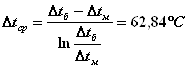 Δt_ср = (Δt_б − Δt_м) / (ln (Δt_б / Δt_м)) = 62,84°C